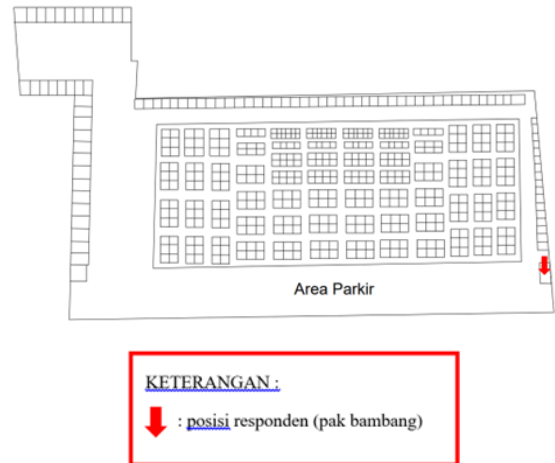 Area Parkir
KETERANGAN :
: posisi responden (pak bambang)